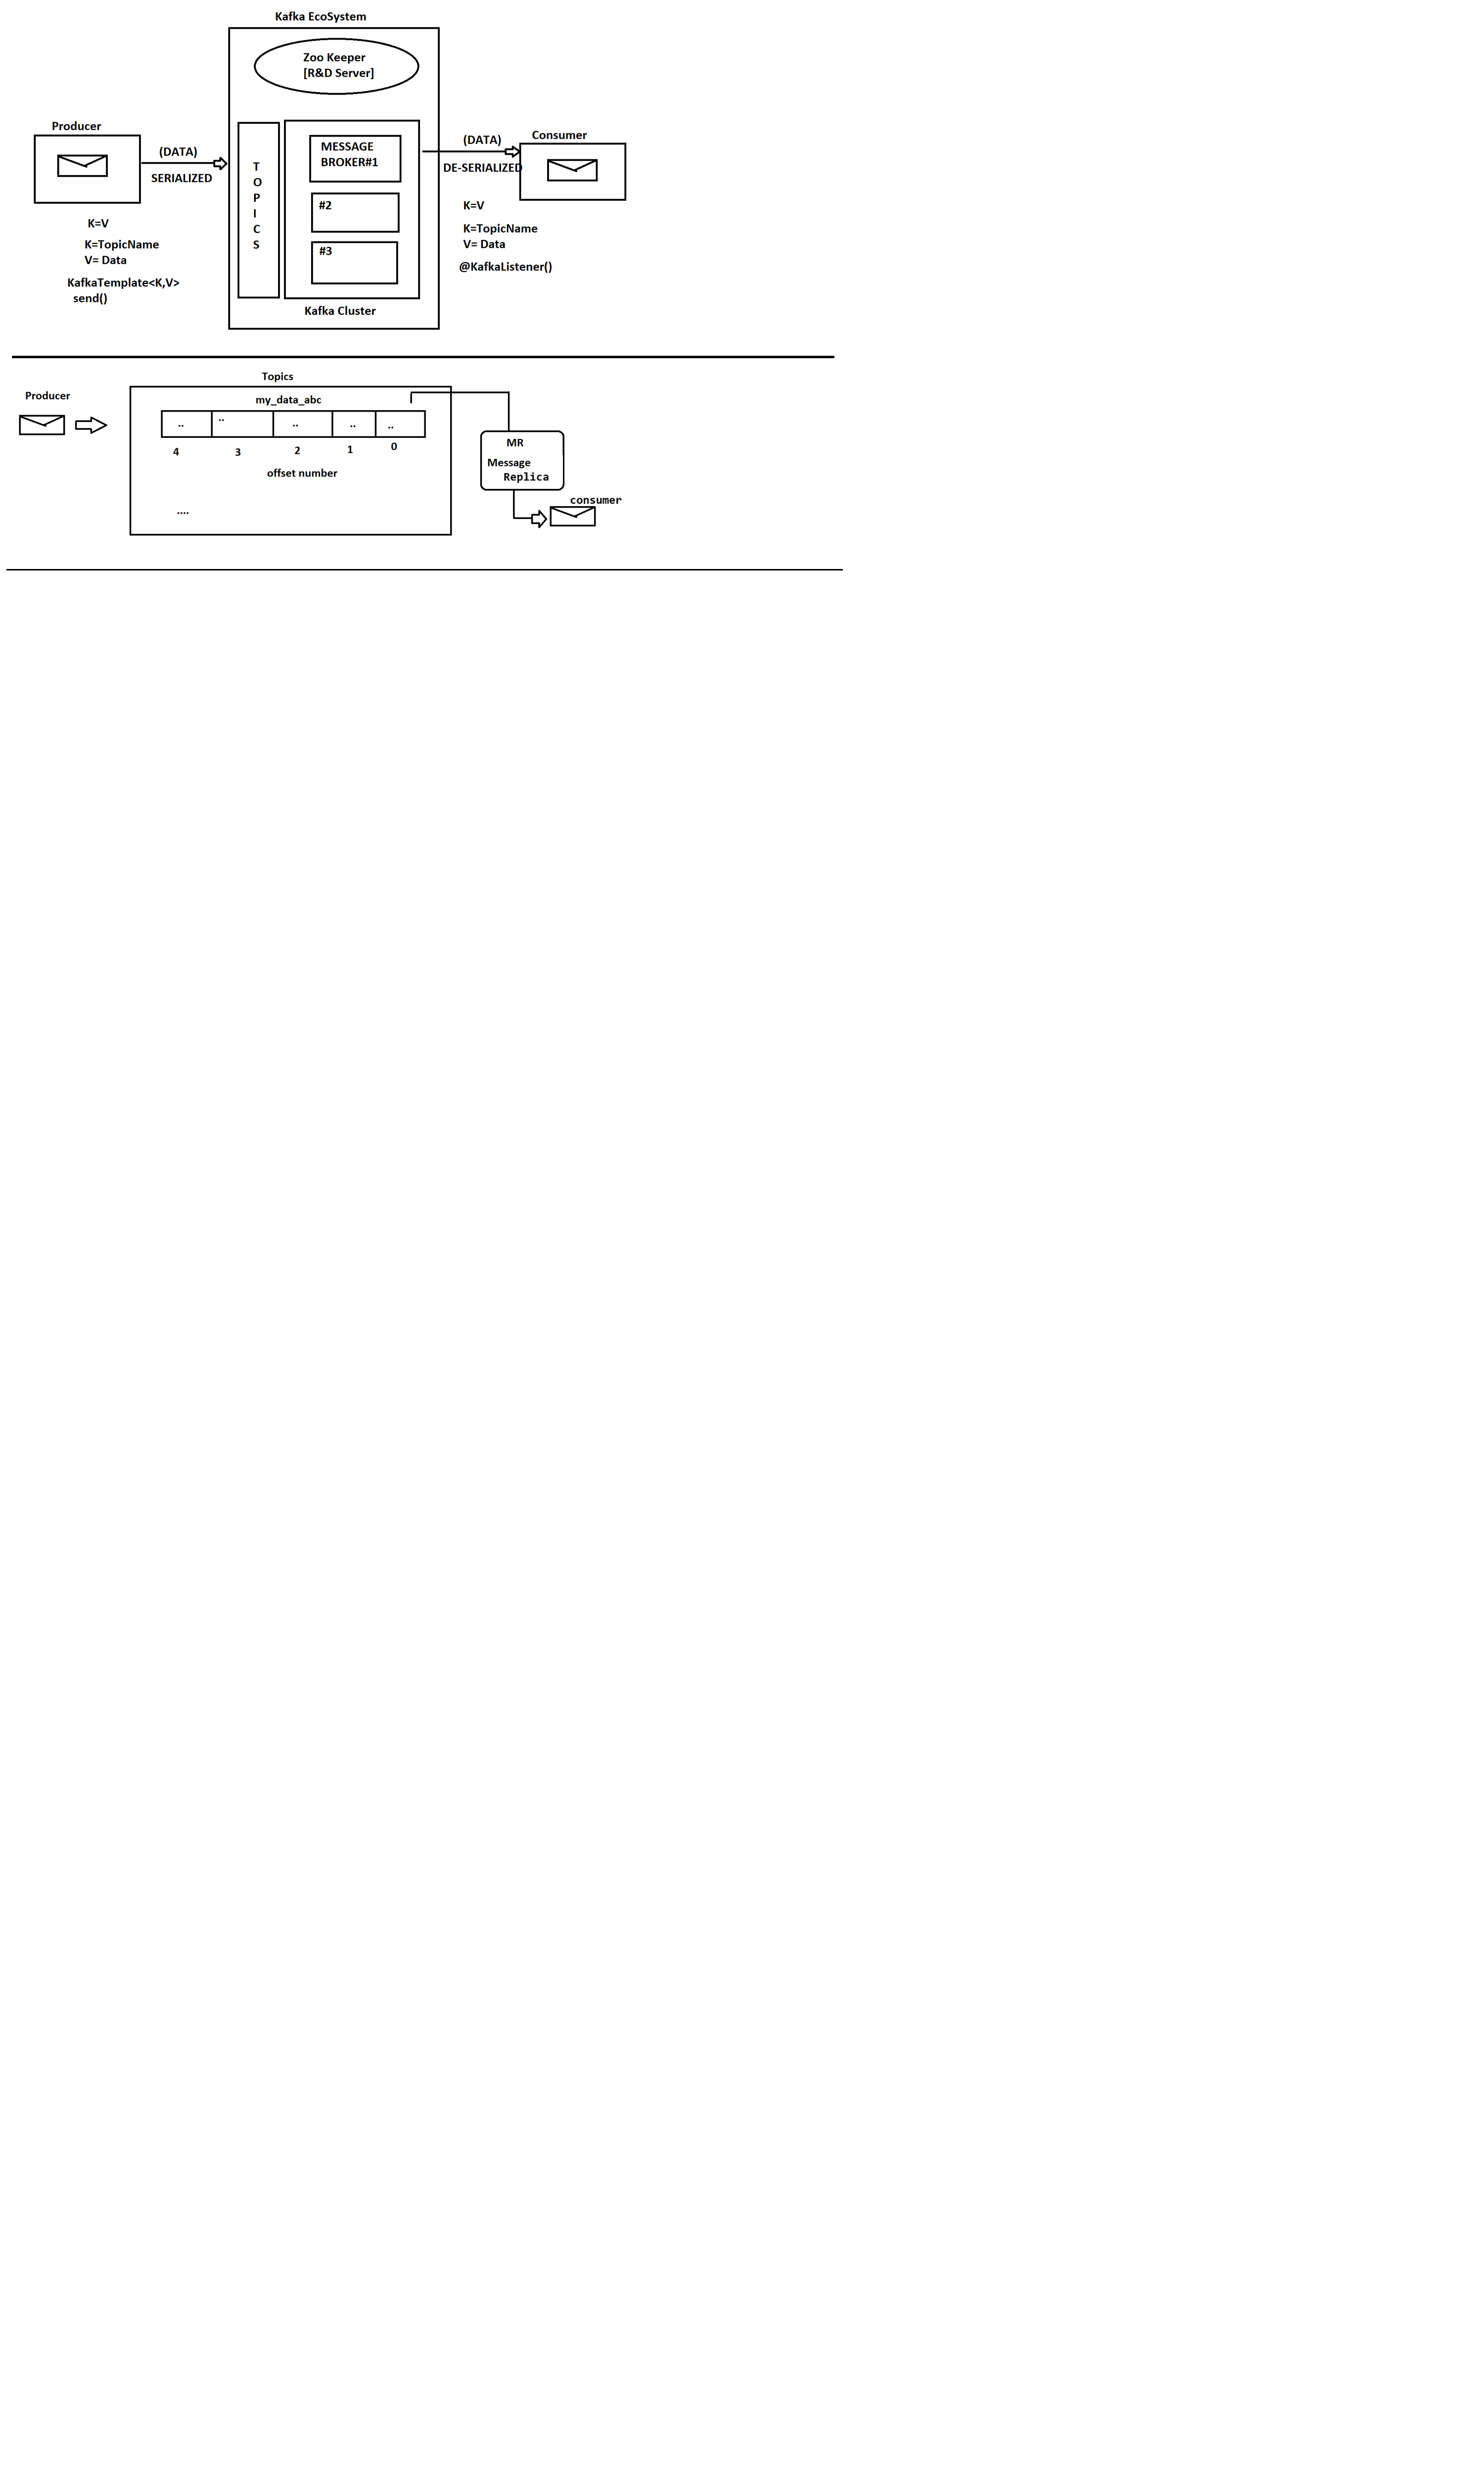 Kafka EcoSystem
Zoo Keeper
[R&D Server]
Producer
(DATA)
SERIALIZED
K=V
K=TopicName
V= Data
KafkaTemplate<K,V>
send()
T
O
P
I
C
S
MESSAGE
BROKER#1
#2
#3
Kafka Cluster
(DATA)
DE-SERIALIZED
Consumer
K=V
K=TopicName
V= Data
@KafkaListener()
Topics
Producer
my_data_abc
.. .. .. .. ..
4 3 2 1 0
offset number
....
MR
Message
Replica
consumer